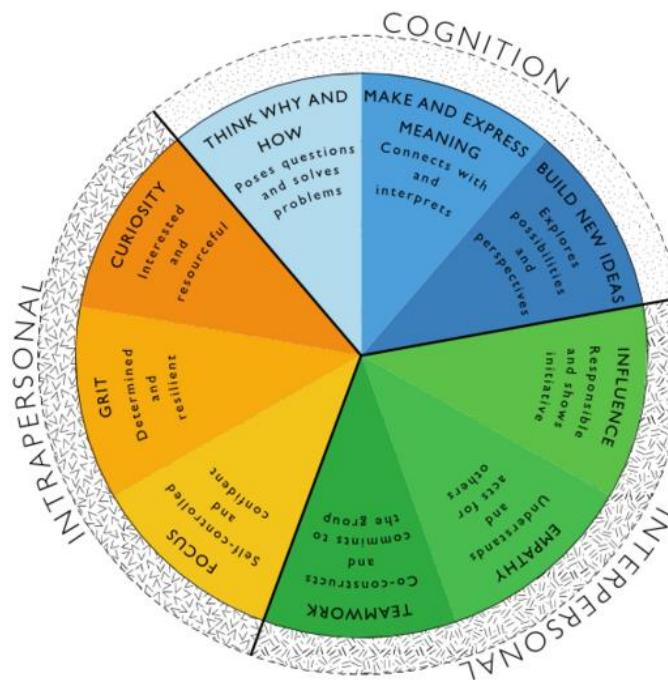 COGNITION
THINK WHY AND
HOW
Poses questions
and solves
problems
MAKE AND EXPRESS
MEANING
Connects with
and
interprets
BUILD NEW IDEAS
Explores
possibilities
and
perspectives
INTERPERSONAL
INFLUENCE
Responsible
and shows
initiative
EMPATHY
Understands
and
acts for
others
TEAMWORK
Co-constructs
and
commints to
the group
INTRAPERSONAL
FOCUS
Self-controlled
and
confident
GRIT
Determined
and
resilient
CURIOSITY
Interested
and
resourceful